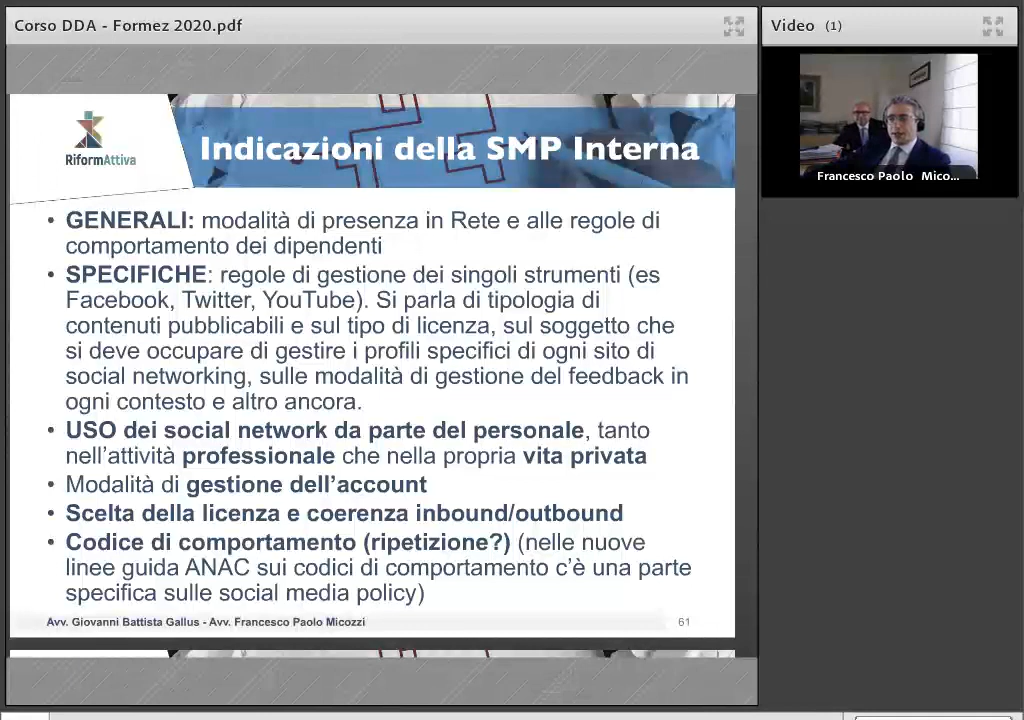 Corso DDA - Formez 2020.pdf
Video (1)
RiformAttiva
Indicazioni della SMP Interna
Francesco Paolo Mico...
• GENERALI: modalità di presenza in Rete e alle regole di
comportamento dei dipendenti
• SPECIFICHE: regole di gestione dei singoli strumenti (es
Facebook, Twitter, YouTube). Si parla di tipologia di
contenuti pubblicabili e sul tipo di licenza, sul soggetto che
si deve occupare di gestire i profili specifici di ogni sito di
social networking, sulle modalità di gestione del feedback in
ogni contesto e altro ancora.
• USO dei social network da parte del personale, tanto
nell'attività professionale che nella propria vita privata
• Modalità di gestione dell'account
• Scelta della licenza e coerenza inbound/outbound
• Codice di comportamento (ripetizione?) (nelle nuove
linee guida ANAC sui codici di comportamento c'è una parte
specifica sulle social media policy)
Avv. Giovanni Battista Gallus - Avv. Francesco Paolo Micozzi
61